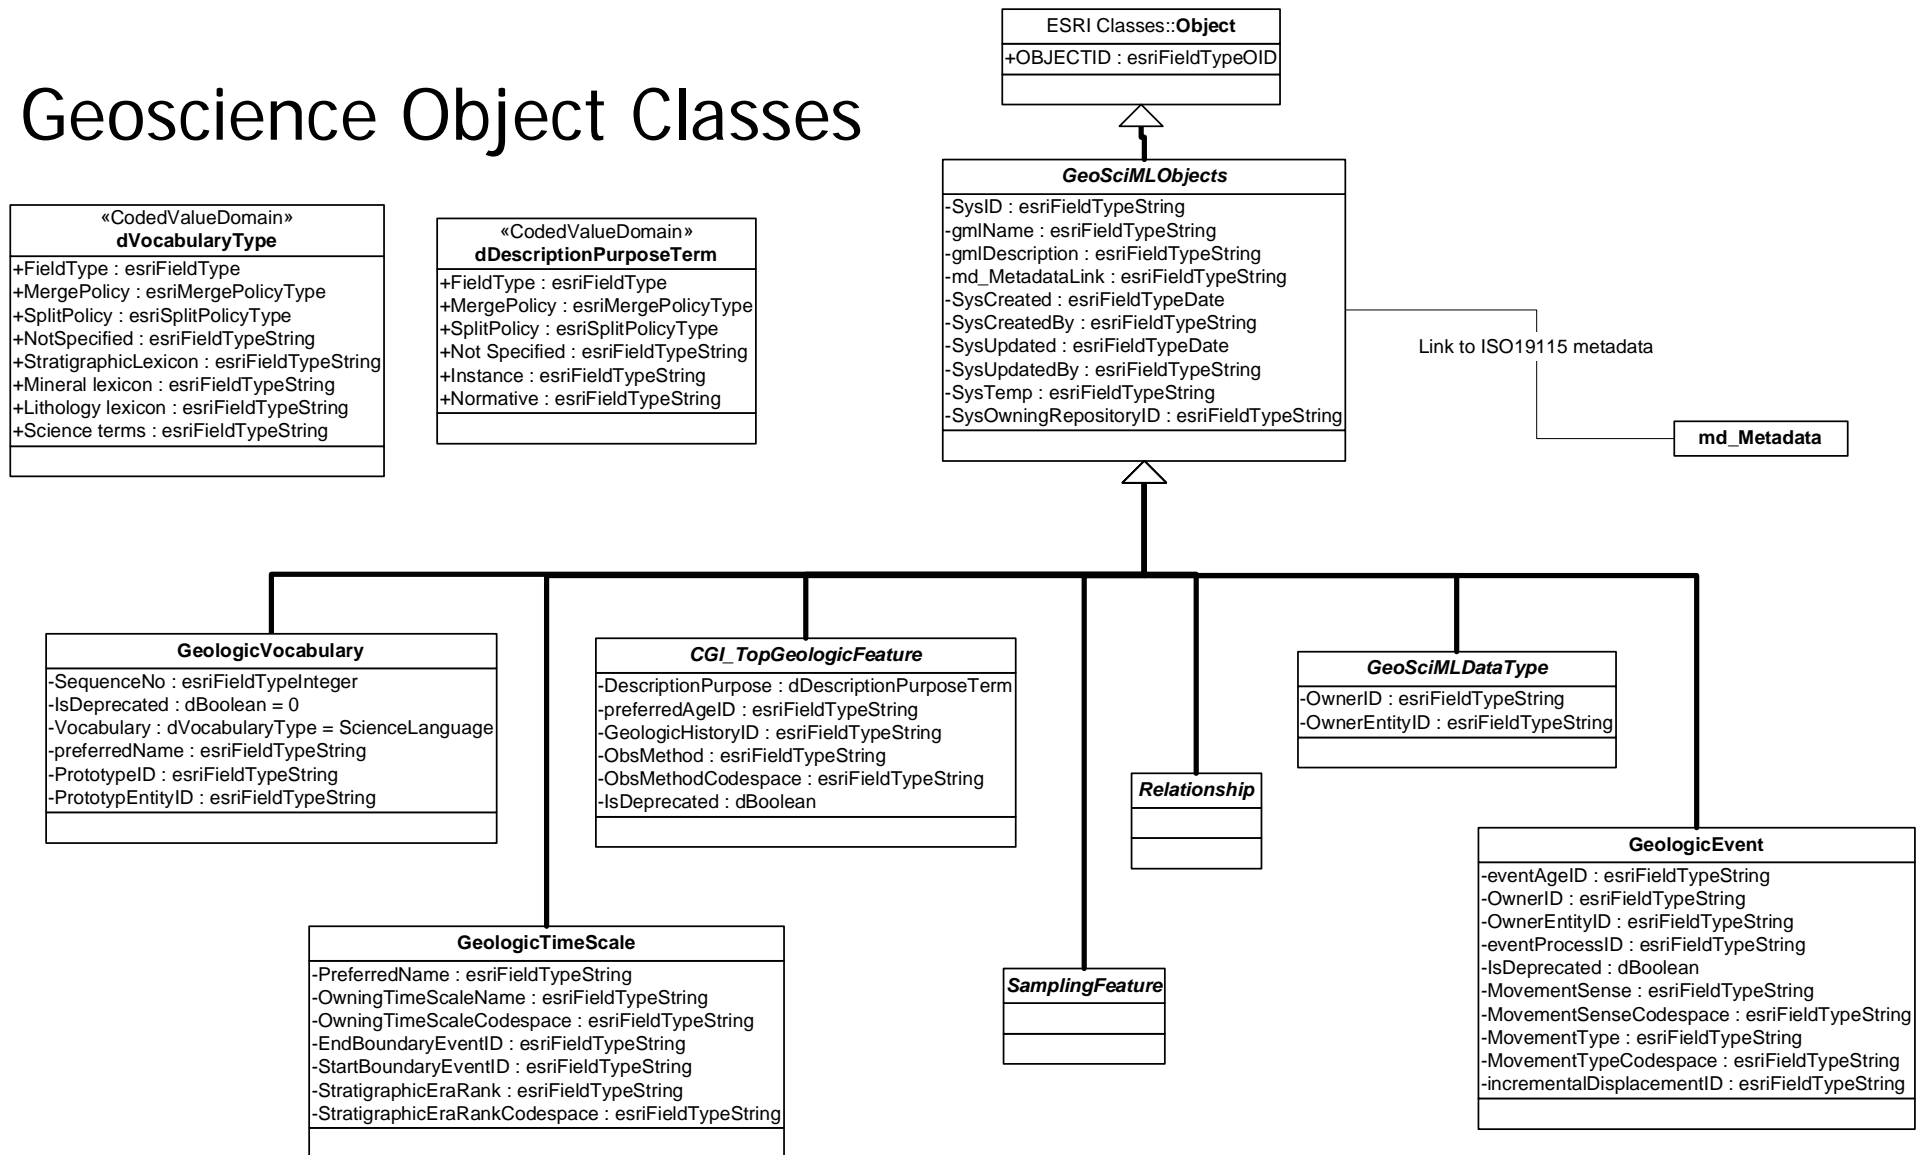 Geoscience Object Classes
ESRI Classes::Object
+OBJECTID : esriFieldTypeOID
GeoSciMLObjects
-SysID : esriFieldTypeString
-gmlName : esriFieldTypeString
-gmlDescription : esriFieldTypeString
-md_MetadataLink : esriFieldTypeString
-SysCreated : esriFieldTypeDate
-SysCreatedBy : esriFieldTypeString
-SysUpdated : esriFieldTypeDate
-SysUpdatedBy : esriFieldTypeString
-SysTemp : esriFieldTypeString
-SysOwningRepositoryID : esriFieldTypeString
«CodedValueDomain»
dVocabularyType
+FieldType : esriFieldType
+MergePolicy : esriMergePolicyType
+SplitPolicy : esriSplitPolicyType
+NotSpecified : esriFieldTypeString
+StratigraphicLexicon : esriFieldTypeString
+Mineral lexicon : esriFieldTypeString
+Lithology lexicon : esriFieldTypeString
+Science terms : esriFieldTypeString
«CodedValueDomain»
dDescriptionPurposeTerm
+FieldType : esriFieldType
+MergePolicy : esriMergePolicyType
+SplitPolicy : esriSplitPolicyType
+Not Specified : esriFieldTypeString
+Instance : esriFieldTypeString
+Normative : esriFieldTypeString
Link to ISO19115 metadata
md_Metadata
GeologicVocabulary
-SequenceNo : esriFieldTypeInteger
-IsDeprecated : dBoolean = 0
-Vocabulary : dVocabularyType = ScienceLanguage
-preferredName : esriFieldTypeString
-PrototypeID : esriFieldTypeString
-PrototypEntityID : esriFieldTypeString
CGI_TopGeologicFeature
-DescriptionPurpose : dDescriptionPurposeTerm
-preferredAgeID : esriFieldTypeString
-GeologicHistoryID : esriFieldTypeString
-ObsMethod : esriFieldTypeString
-ObsMethodCodespace : esriFieldTypeString
-IsDeprecated : dBoolean
GeoSciMLDataType
-OwnerID : esriFieldTypeString
-OwnerEntityID : esriFieldTypeString
Relationship
GeologicEvent
-eventAgeID : esriFieldTypeString
-OwnerID : esriFieldTypeString
-OwnerEntityID : esriFieldTypeString
-eventProcessID : esriFieldTypeString
-IsDeprecated : dBoolean
-MovementSense : esriFieldTypeString
-MovementSenseCodespace : esriFieldTypeString
-MovementType : esriFieldTypeString
-MovementTypeCodespace : esriFieldTypeString
-incrementalDisplacementID : esriFieldTypeString
GeologicTimeScale
-PreferredName : esriFieldTypeString
-OwningTimeScaleName : esriFieldTypeString
-OwningTimeScaleCodespace : esriFieldTypeString
-EndBoundaryEventID : esriFieldTypeString
-StartBoundaryEventID : esriFieldTypeString
-StratigraphicEraRank : esriFieldTypeString
-StratigraphicEraRankCodespace : esriFieldTypeString
SamplingFeature